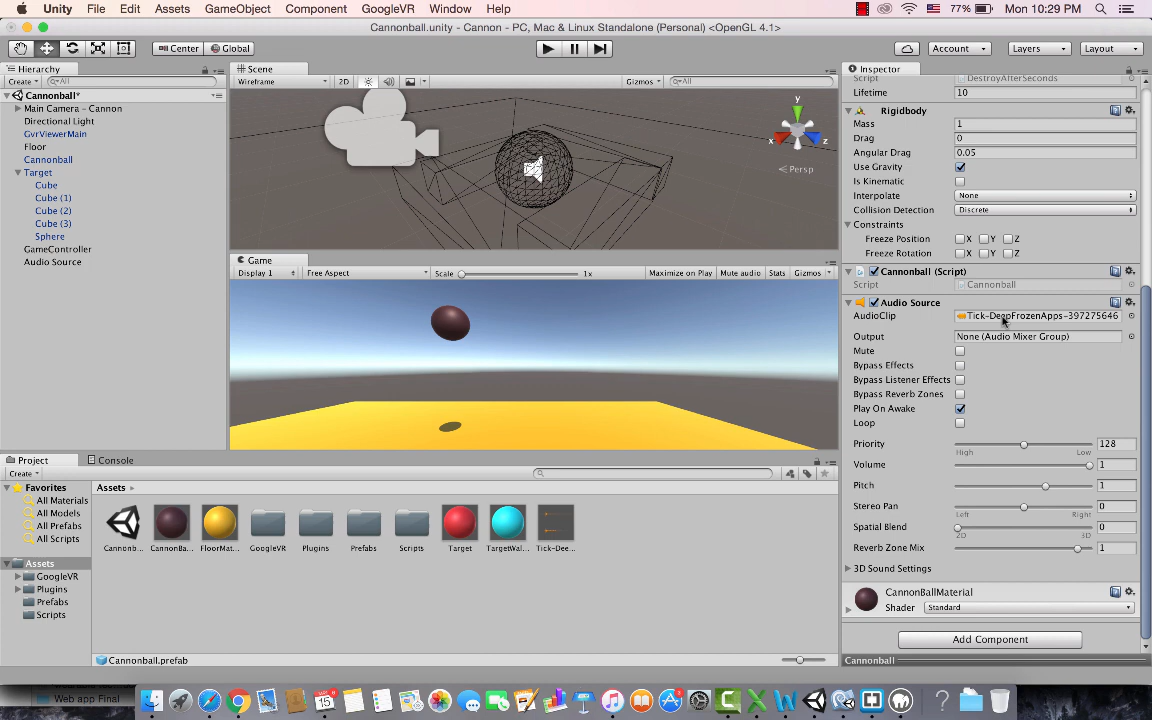 Unity File Edit Assets GameObject Component GoogleVR Window Help 77% Mon 10:29 PM
Cannonball.unity - Cannon - PC, Mac & Linux Standalone (Personal) <OpenGL 4.1>
Center Global Account Layers Layout
Hierarchy
Create All
Cannonball*
Main Camera - Cannon
Directional Light
GvrViewerMain
Floor
Cannonball
Target
Cube
Cube (1)
Cube (2)
Cube (3)
Sphere
GameController
Audio Source
Scene
Wireframe 2D Gizmos All
y
x
z
Persp
Game
Display 1 Free Aspect Scale 1x Maximize on Play Mute audio Stats Gizmos
Project Console
Create
Favorites
All Materials
All Models
All Prefabs
All Scripts
Assets
GoogleVR
Plugins
Prefabs
Scripts
Assets
Cannonb... CannonBa... FloorMat... GoogleVR Plugins Prefabs Scripts Target TargetWal... Tick-Dee...
Cannonball.prefab
Inspector
Script DestroyAfterSeconds
Lifetime 10
Rigidbody
Mass 1
Drag 0
Angular Drag 0.05
Use Gravity
Is Kinematic
Interpolate None
Collision Detection Discrete
Constraints
Freeze Position X Y Z
Freeze Rotation X Y Z
Cannonball (Script)
Script Cannonball
Audio Source
AudioClip Tick-DeepFrozenApps-397275646
Output None (Audio Mixer Group)
Mute
Bypass Effects
Bypass Listener Effects
Bypass Reverb Zones
Play On Awake
Loop
Priority 128
High Low
Volume 1
Pitch 1
Stereo Pan 0
Left Right
Spatial Blend 0
2D 3D
Reverb Zone Mix 1
3D Sound Settings
CannonBallMaterial
Shader Standard
Add Component
Cannonball
Web app Final
15